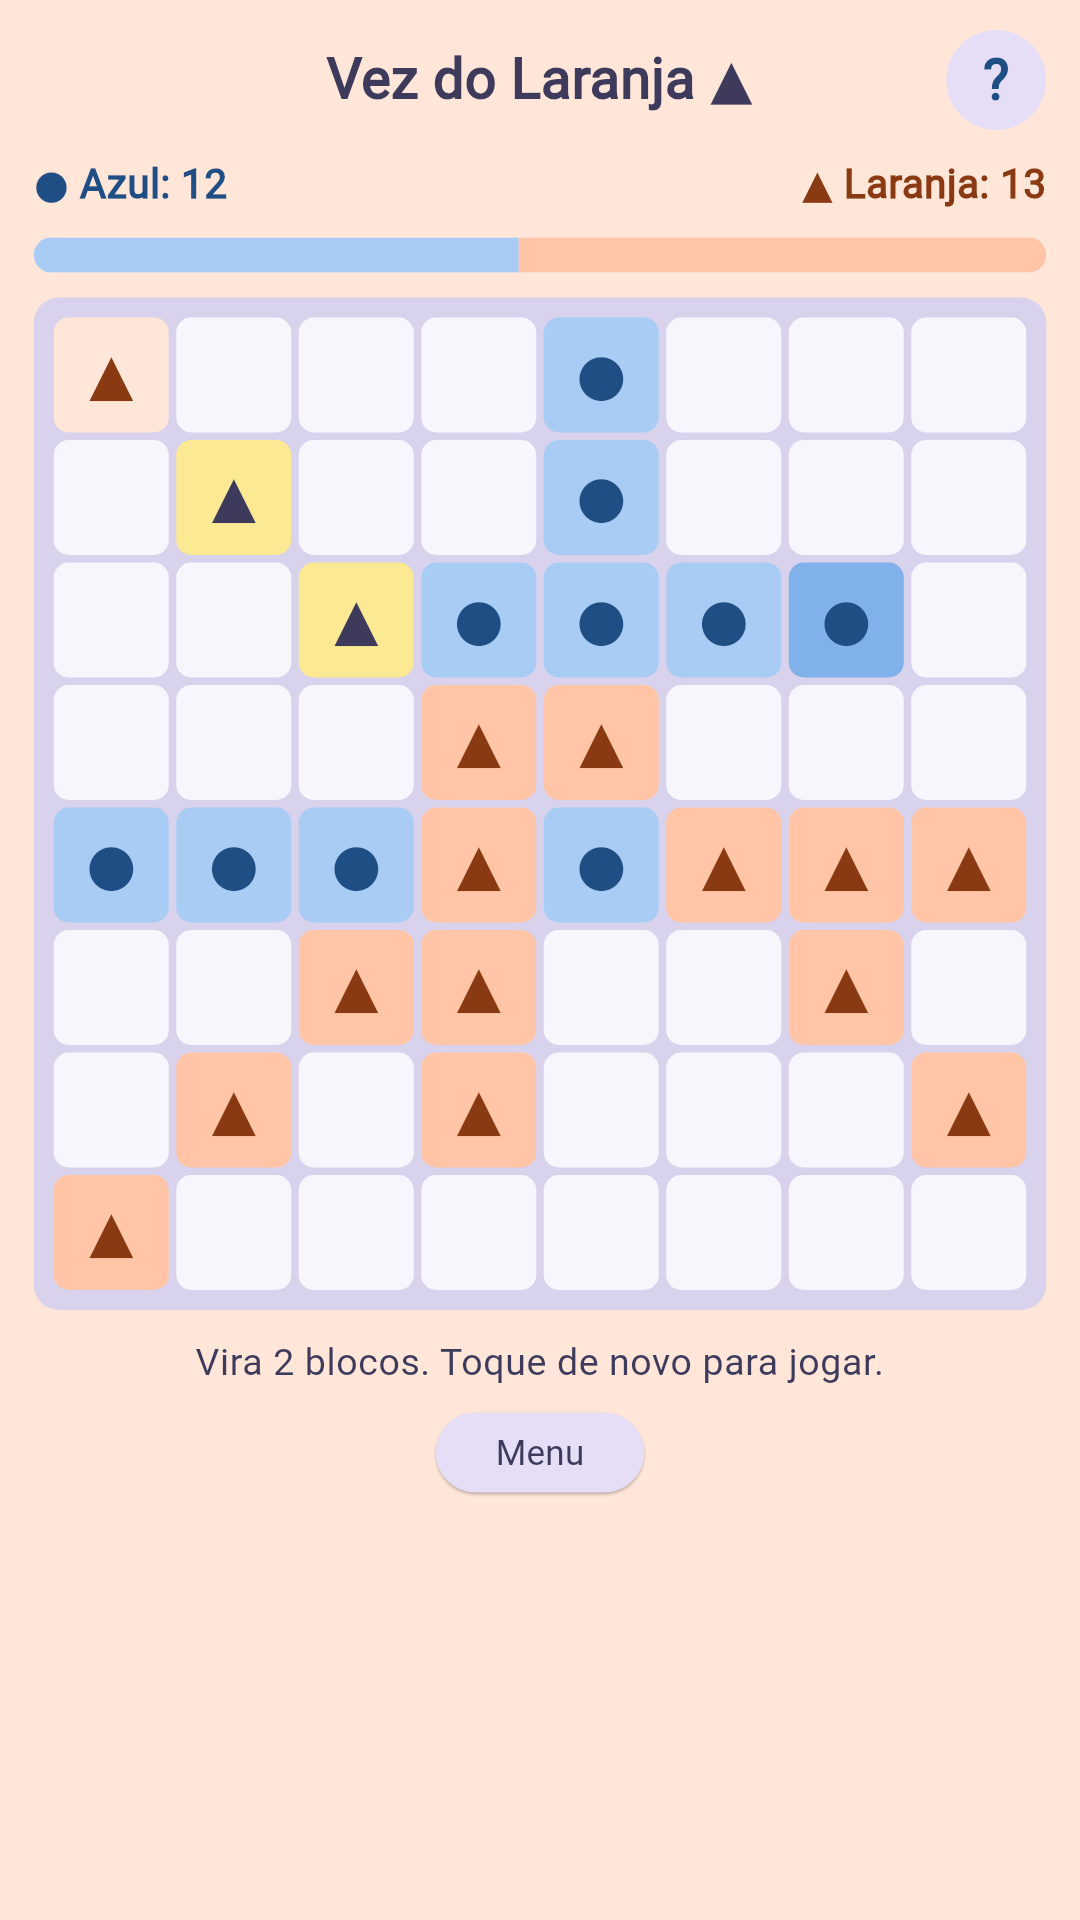 Vez do Laranja ▲
?
● Azul: 12
▲ Laranja: 13
Vira 2 blocos. Toque de novo para jogar.
Menu